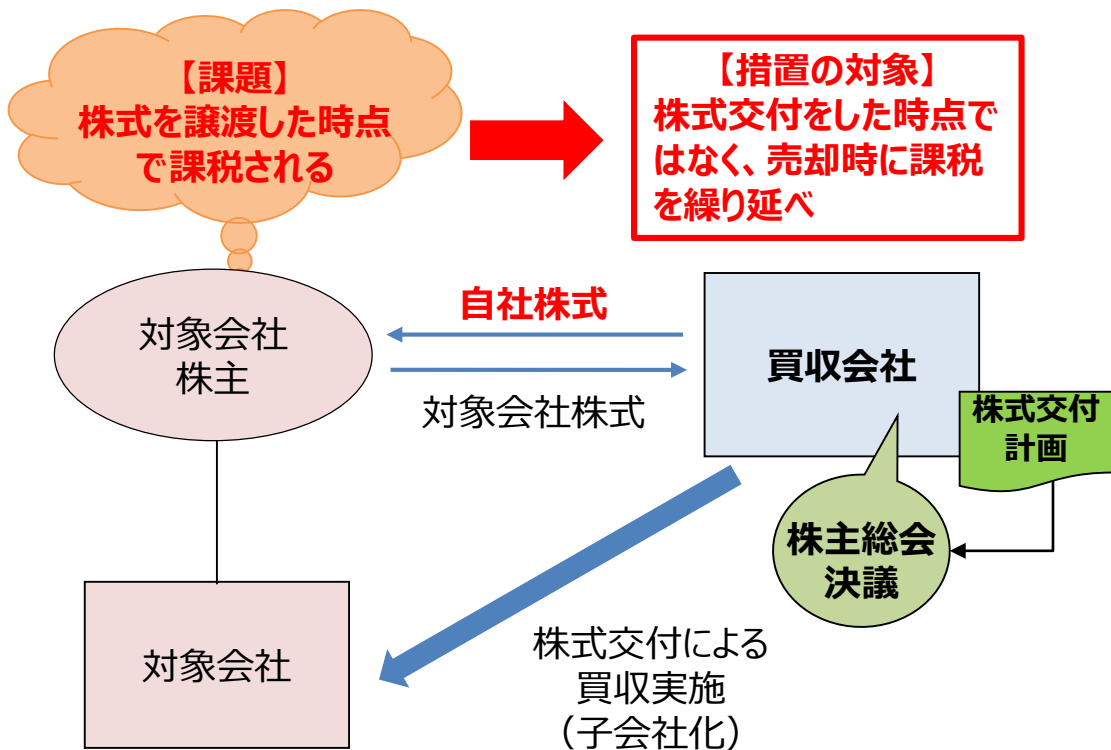 【課題】
株式を譲渡した時点
で課税される
【措置の対象】
株式交付をした時点で
はなく、売却時に課税
を繰り延べ
自社株式
対象会社
株主
対象会社株式
買収会社
株式交付
計画
株主総会
決議
対象会社
株式交付による
買収実施
（子会社化）